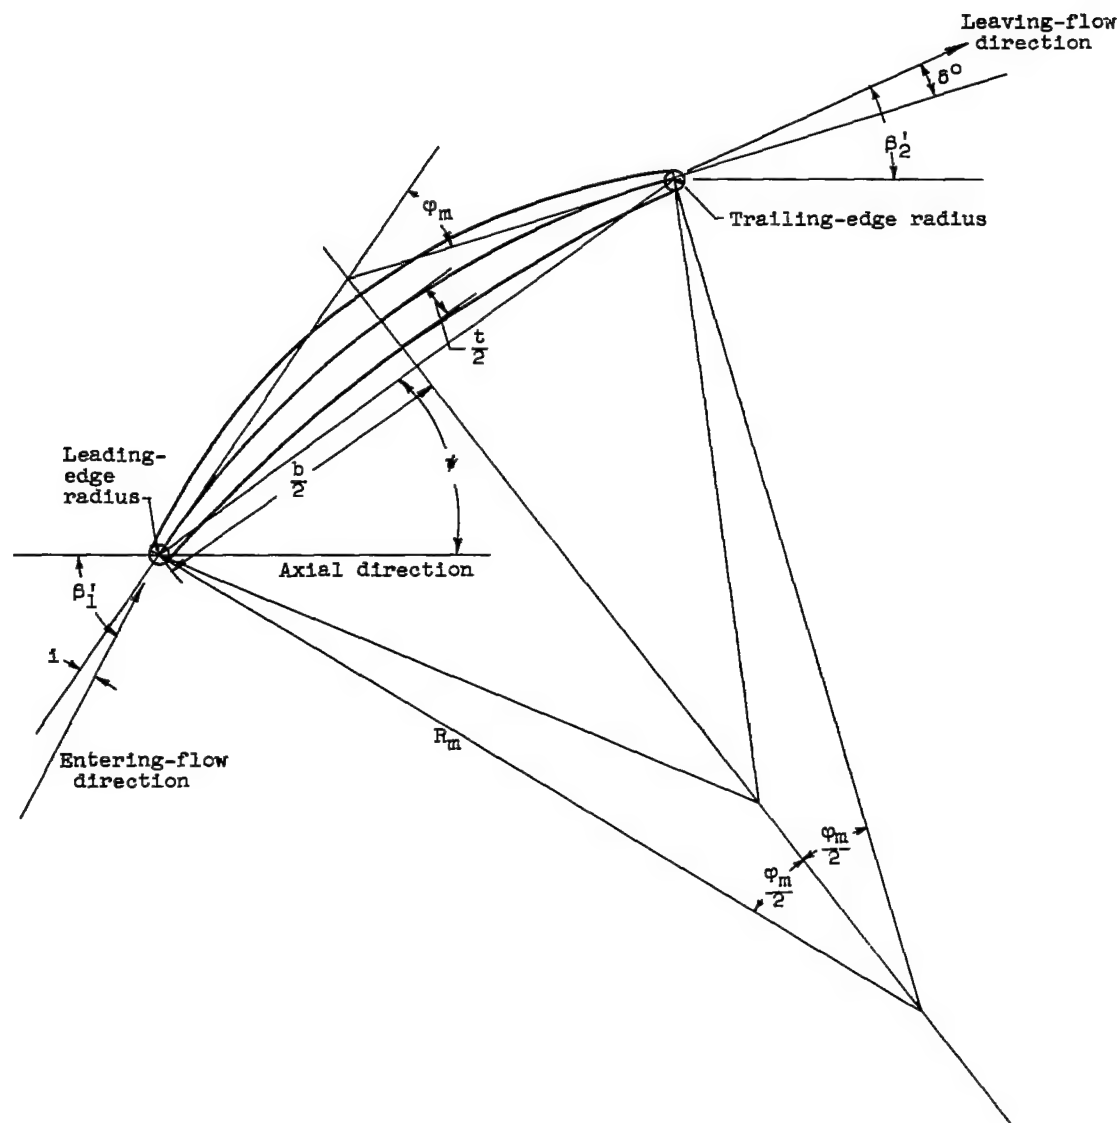 Leaving-flow
direction
δ°
β'2
φm
Trailing-edge radius
t/2
Leading-
edge
radius
b/2
ψ
Axial direction
β'1
i
Entering-flow
direction
Rm
φm/2
φm/2